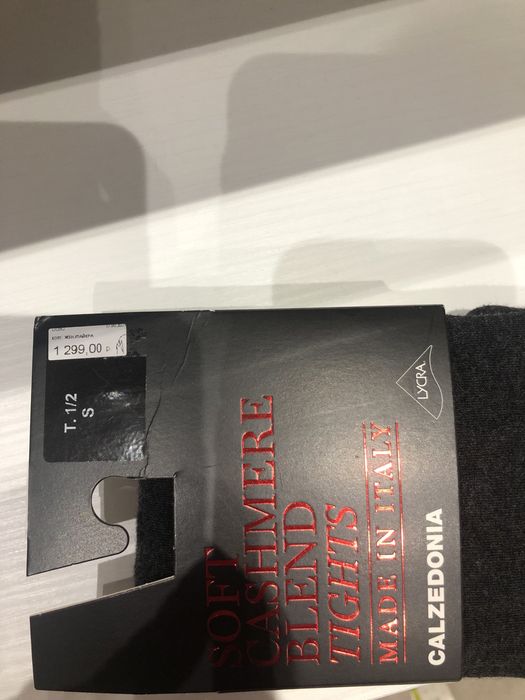 1 299,00 р
T. 1/2
S
SOFT
CASHMERE
BLEND
TIGHTS
MADE IN ITALY
CALZEDONIA
LYCRA.